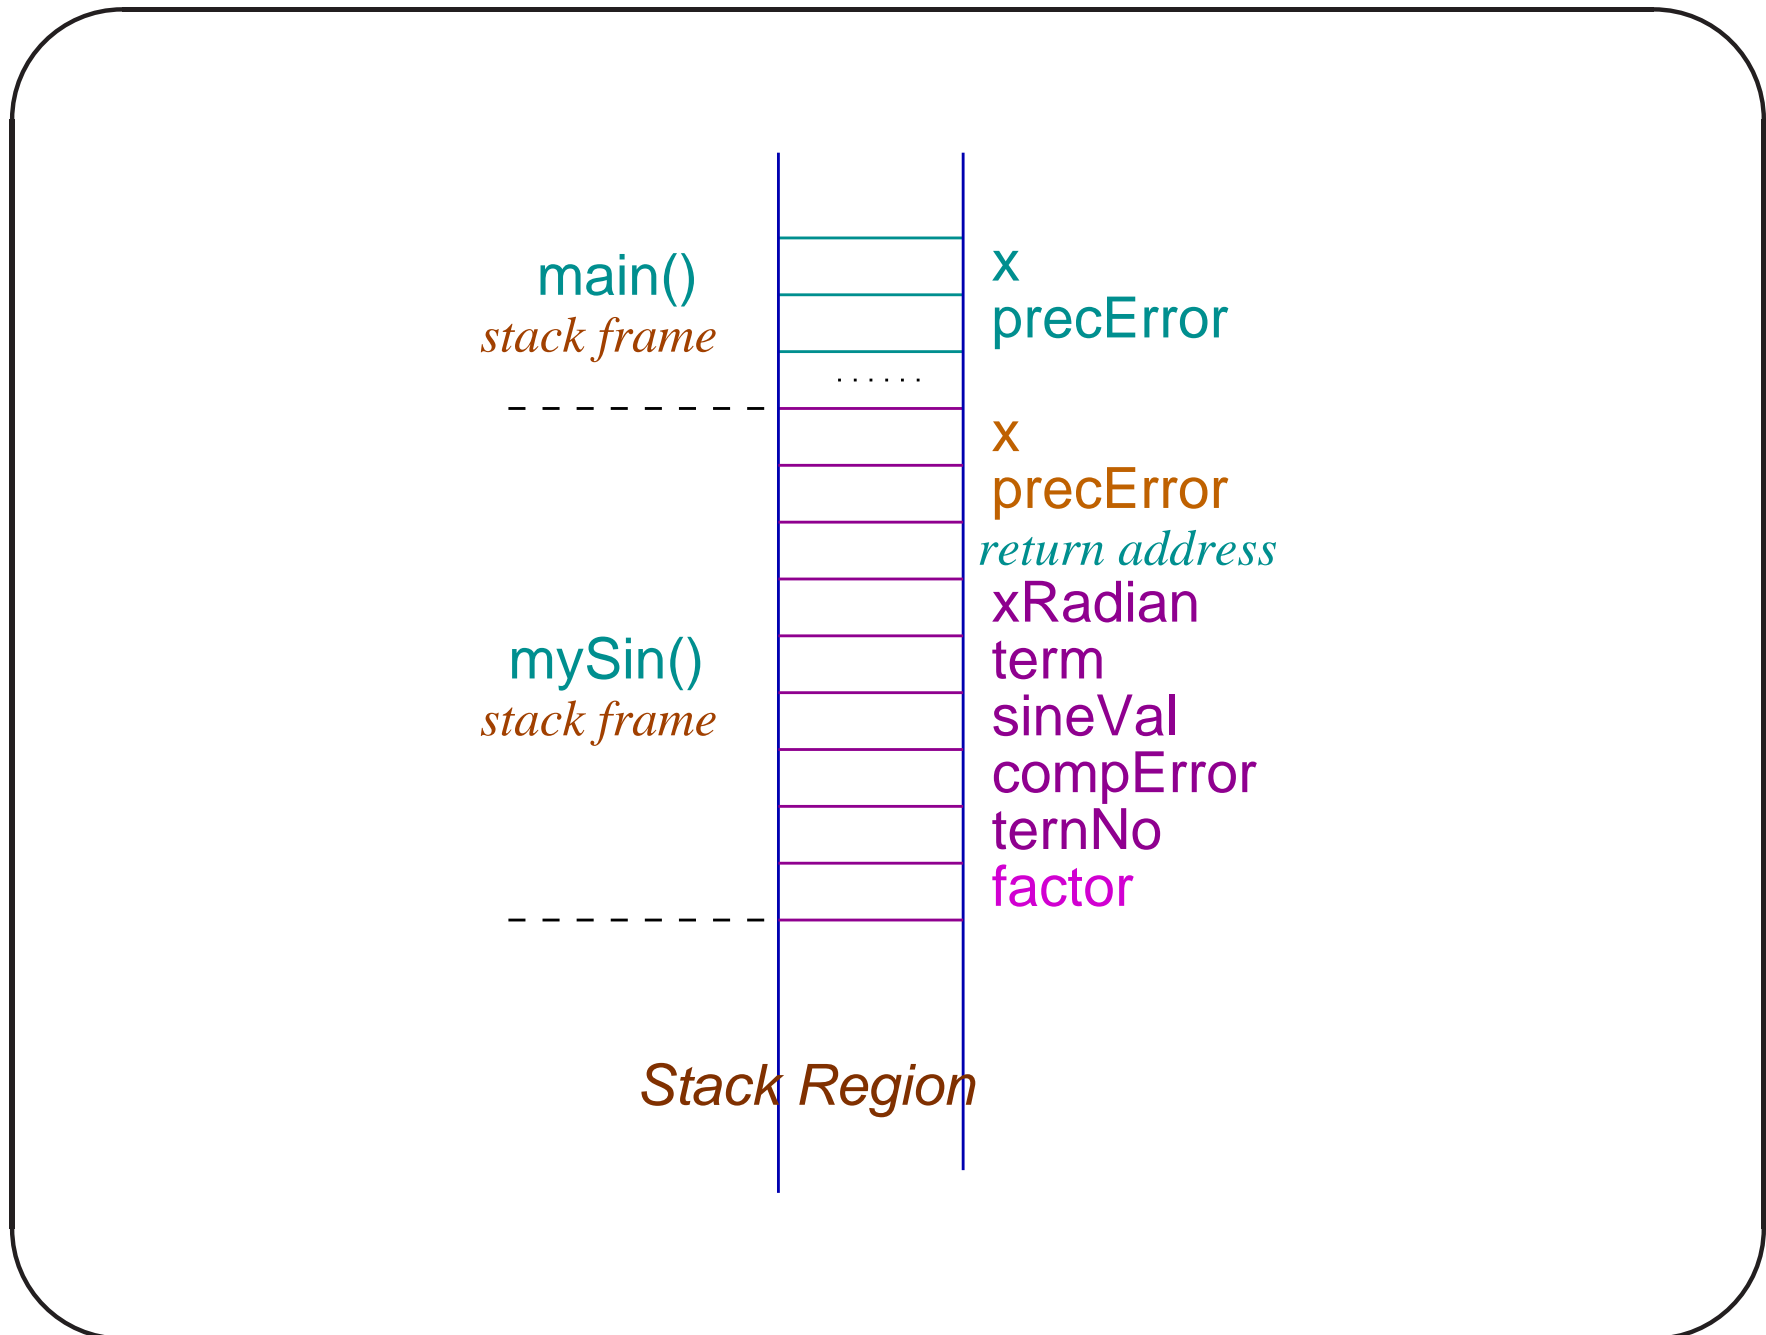 main()
stack frame
x
precError
......
x
precError
return address
xRadian
term
sineVal
compError
ternNo
factor
mySin()
stack frame
Stack Region